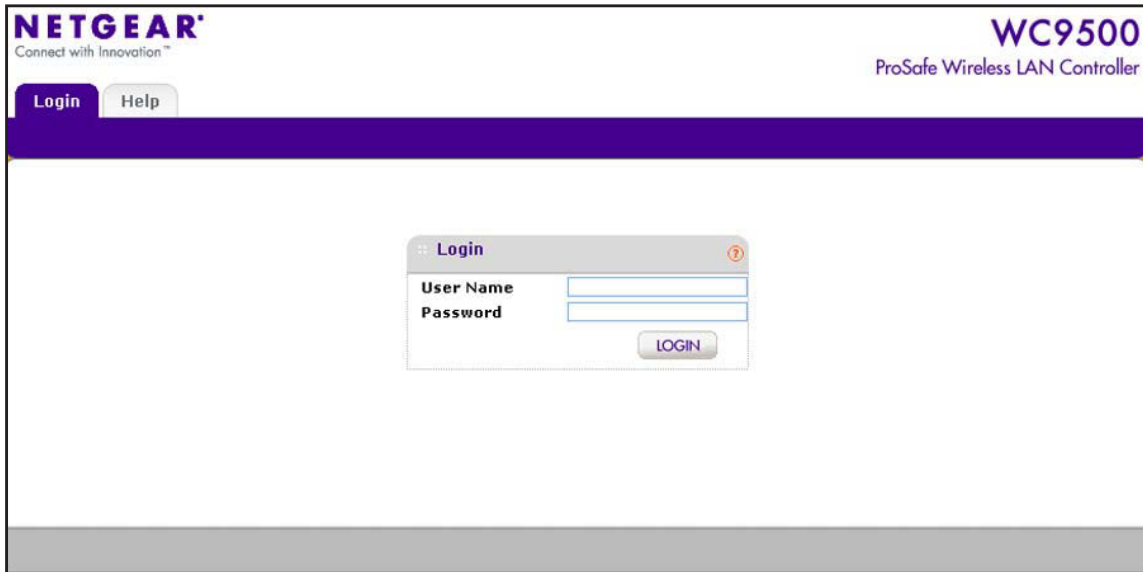 NETGEAR
Connect with Innovation™
WC9500
ProSafe Wireless LAN Controller
Login
Help
Login
?
User Name
Password
LOGIN